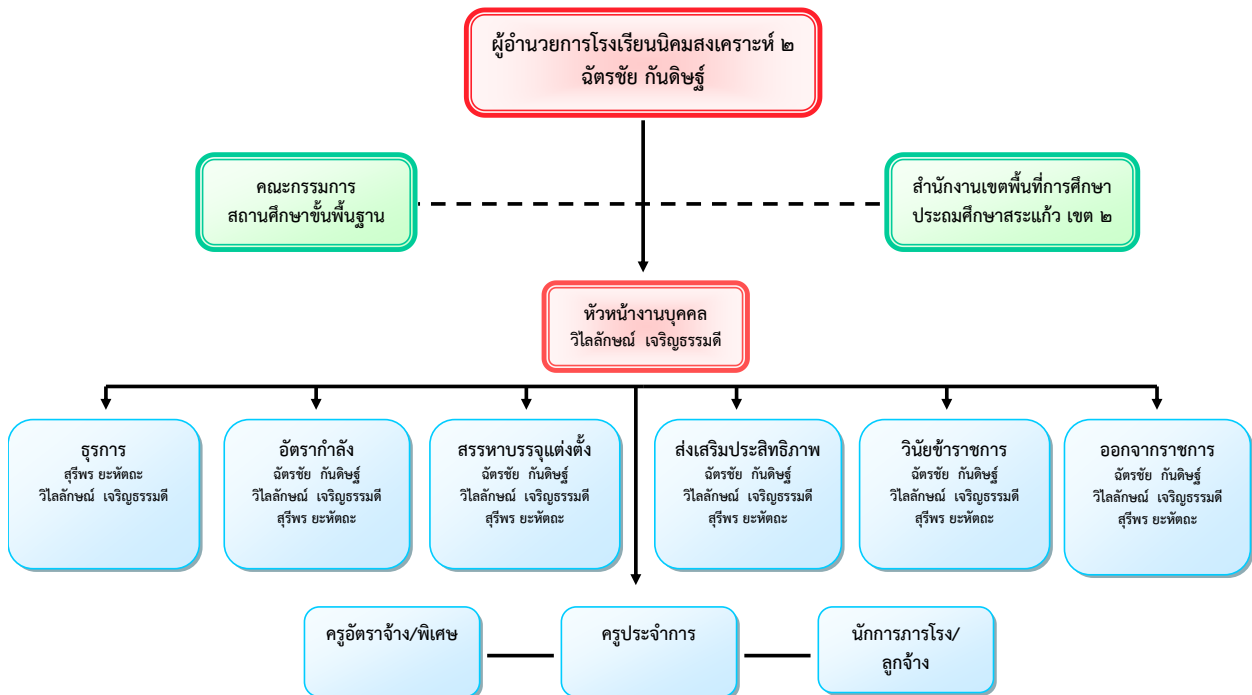 ผู้อำนวยการโรงเรียนนิคมสงเคราะห์ ๒
ฉัตรชัย กันดิษฐ์
คณะกรรมการ
สถานศึกษาขั้นพื้นฐาน
สำนักงานเขตพื้นที่การศึกษา
ประถมศึกษาสระแก้ว เขต ๒
หัวหน้างานบุคคล
วิไลลักษณ์ เจริญธรรมดี
ธุรการ
สุรีพร ยะหัตถะ
วิไลลักษณ์ เจริญธรรมดี
อัตรากำลัง
ฉัตรชัย กันดิษฐ์
วิไลลักษณ์ เจริญธรรมดี
สุรีพร ยะหัตถะ
สรรหาบรรจุแต่งตั้ง
ฉัตรชัย กันดิษฐ์
วิไลลักษณ์ เจริญธรรมดี
สุรีพร ยะหัตถะ
ส่งเสริมประสิทธิภาพ
ฉัตรชัย กันดิษฐ์
วิไลลักษณ์ เจริญธรรมดี
สุรีพร ยะหัตถะ
วินัยข้าราชการ
ฉัตรชัย กันดิษฐ์
วิไลลักษณ์ เจริญธรรมดี
สุรีพร ยะหัตถะ
ออกจากราชการ
ฉัตรชัย กันดิษฐ์
วิไลลักษณ์ เจริญธรรมดี
สุรีพร ยะหัตถะ
ครูอัตราจ้าง/พิเศษ
ครูประจำการ
นักการภารโรง/
ลูกจ้าง